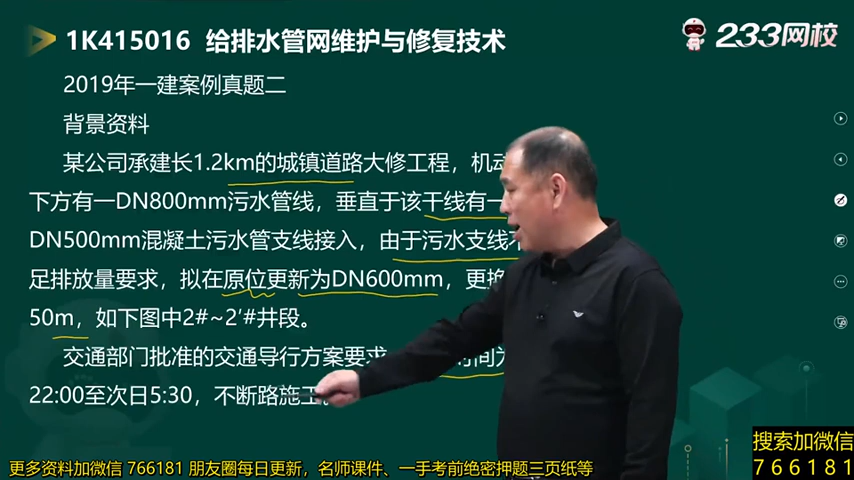 1K415016 给排水管网维护与修复技术
233网校
2019年一建案例真题二
背景资料
某公司承建长1.2km的城镇道路大修工程，机动
下方有一DN800mm污水管线，垂直于该干线有一
DN500mm混凝土污水管支线接入，由于污水支线
足排放量要求，拟在原位更新为DN600mm，更换
50m，如下图中2#~2'#井段。
交通部门批准的交通导行方案要求
22:00至次日5:30，不断路施工
更多资料加微信 766181 朋友圈每日更新，名师课件、一手考前绝密押题三页纸等
搜索加微信
766181